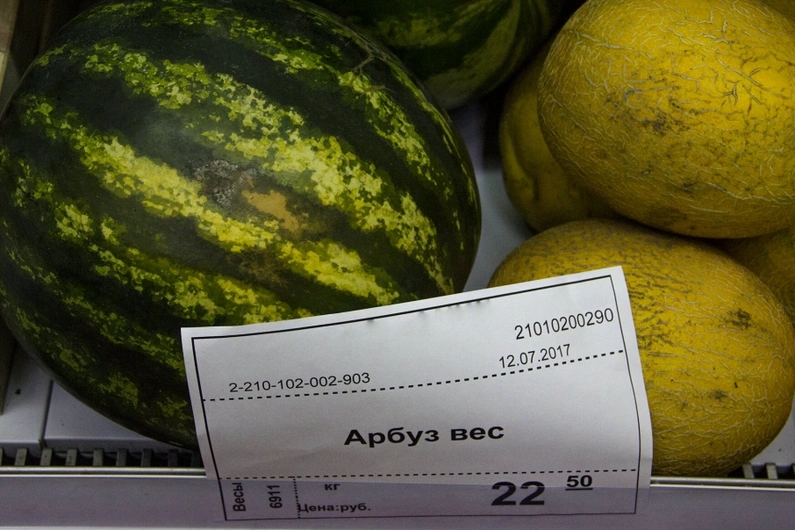 21010200290
2-210-102-002-903 12.07.2017
Арбуз вес
Весы 6911 кг
Цена:руб. 22 50